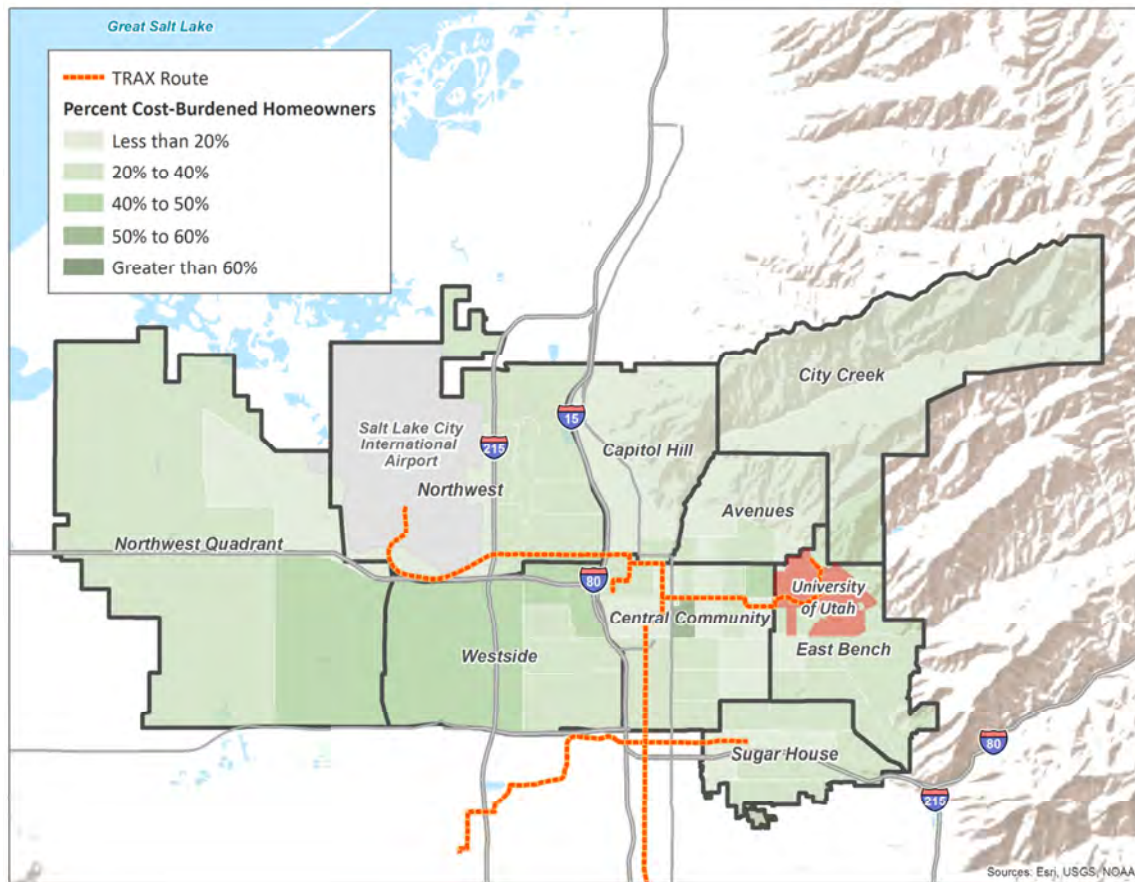 Great Salt Lake
TRAX Route
Percent Cost-Burdened Homeowners
Less than 20%
20% to 40%
40% to 50%
50% to 60%
Greater than 60%
City Creek
15
Salt Lake City
International
Airport
215
Capitol Hill
Northwest
Avenues
Northwest Quadrant
80
University
of Utah
Central Community
Westside
East Bench
Sugar House
80
215
Sources: Esri, USGS, NOAA